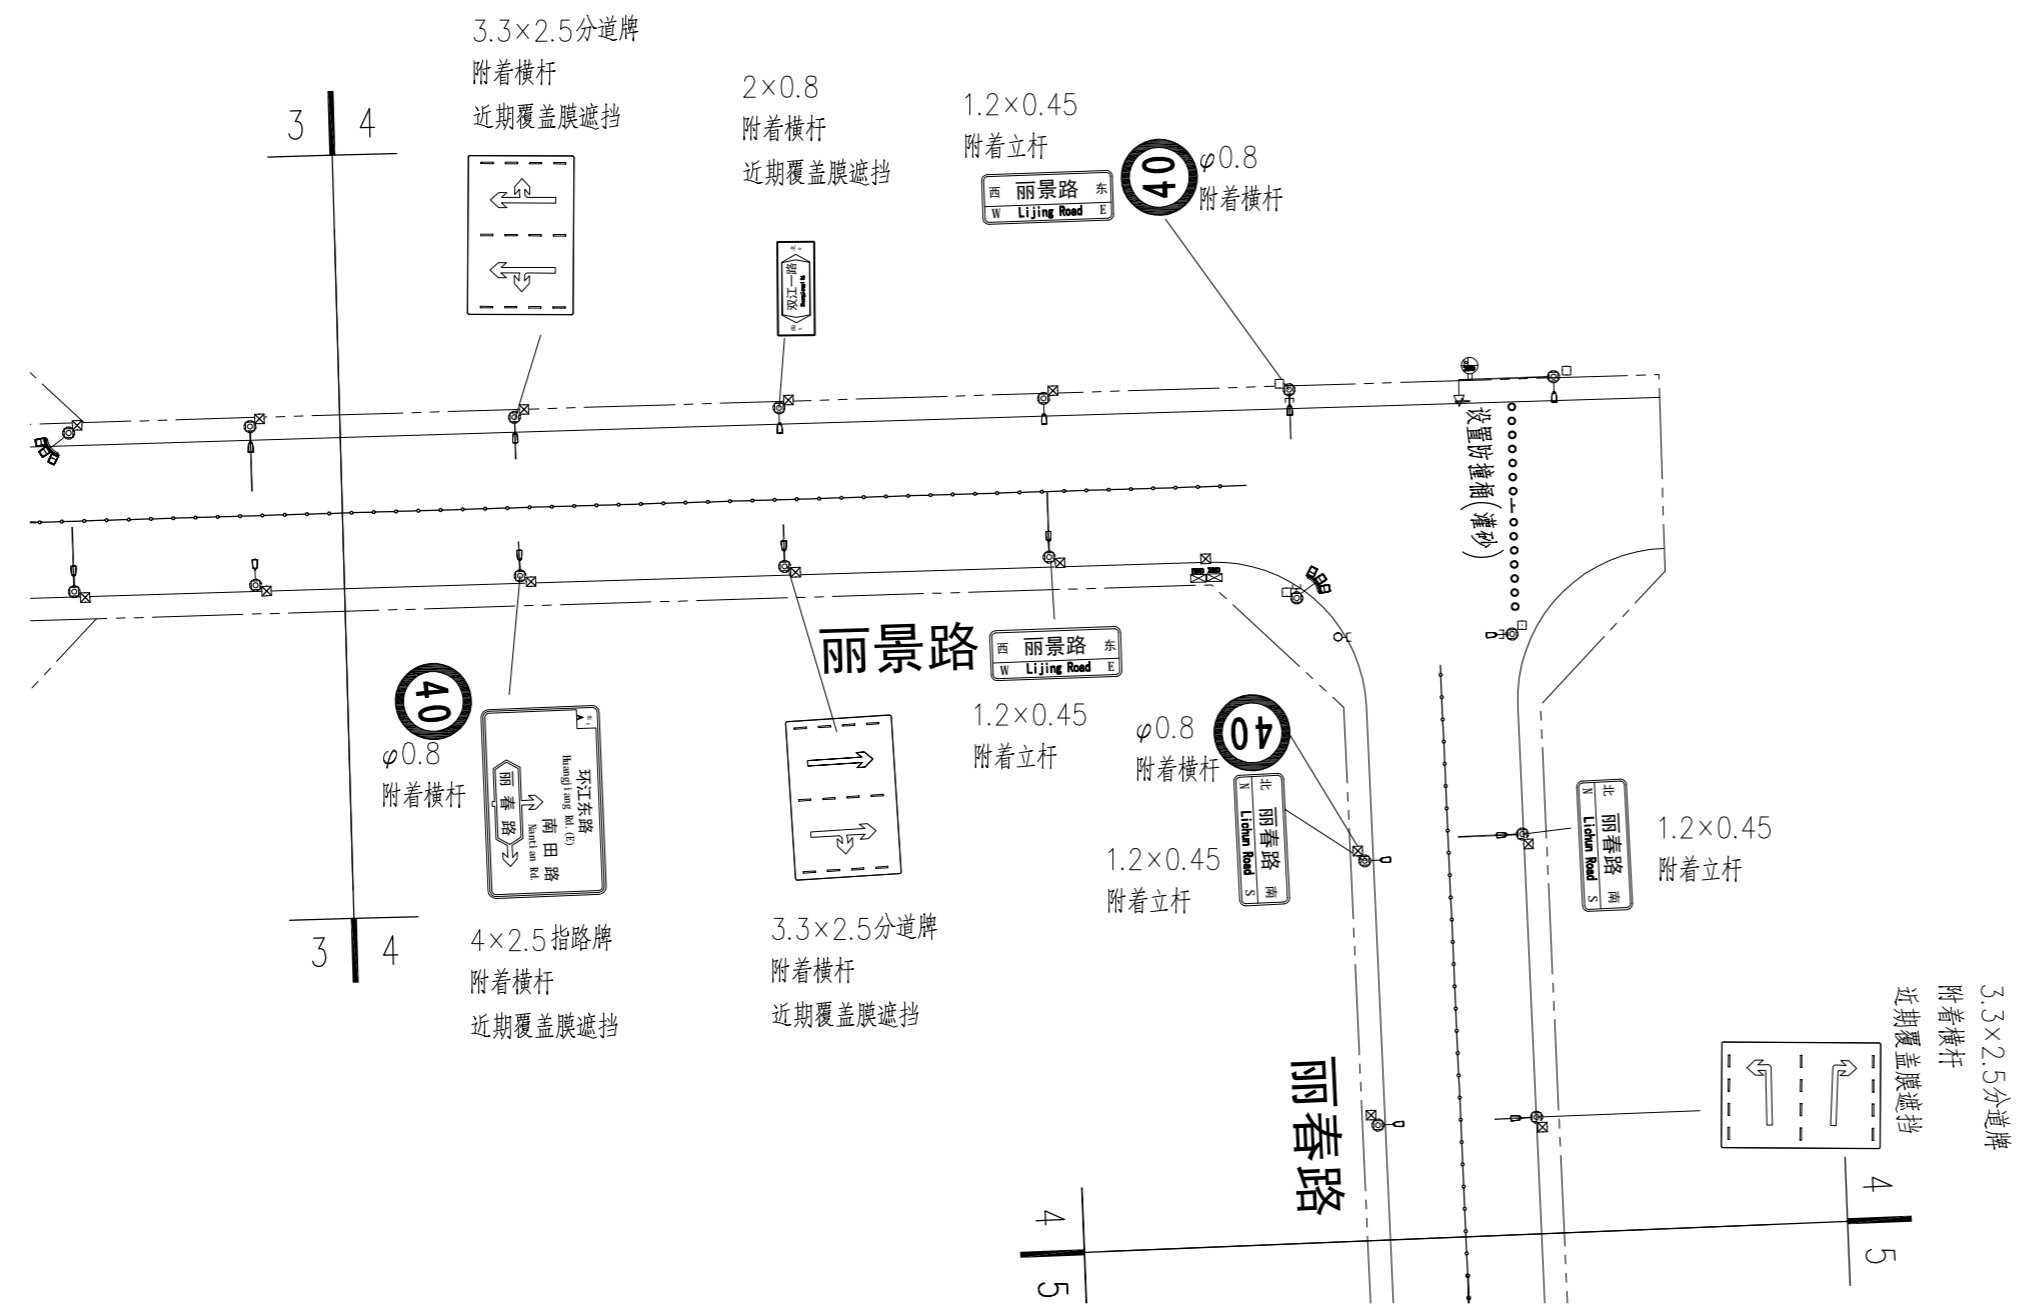 3.3×2.5分道牌
附着横杆
近期覆盖膜遮挡
2×0.8
附着横杆
近期覆盖膜遮挡
1.2×0.45
附着立杆
西 丽景路 东
W Lijing Road E
40
φ0.8
附着横杆
3 4
双江一路
设置防撞桶(灌砂)
丽景路
西 丽景路 东
W Lijing Road E
1.2×0.45
附着立杆
40
φ0.8
附着横杆
环江东路
Huangjiang Rd.(E)
南田路
Nantian Rd.
丽春路
4×2.5指路牌
附着横杆
近期覆盖膜遮挡
3.3×2.5分道牌
附着横杆
近期覆盖膜遮挡
φ0.8
附着横杆
40
北 丽春路 南
N Lichun Road S
1.2×0.45
附着立杆
北 丽春路 南
N Lichun Road S
1.2×0.45
附着立杆
3 4
丽春路
3.3×2.5分道牌
附着横杆
近期覆盖膜遮挡
4
5
4
5